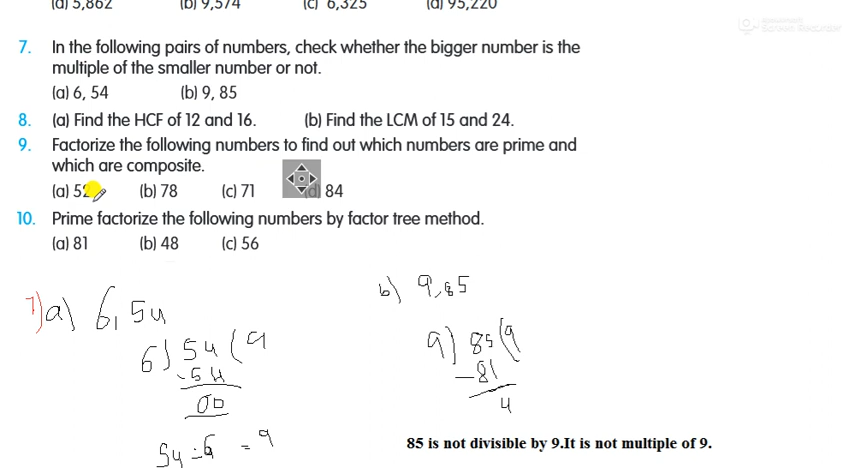 (a) 5,862 (b) 9,574 (c) 6,325 (d) 95,220
7. In the following pairs of numbers, check whether the bigger number is the
multiple of the smaller number or not.
(a) 6, 54 (b) 9, 85
8. (a) Find the HCF of 12 and 16. (b) Find the LCM of 15 and 24.
9. Factorize the following numbers to find out which numbers are prime and
which are composite.
(a) 52 (b) 78 (c) 71 (d) 84
10. Prime factorize the following numbers by factor tree method.
(a) 81 (b) 48 (c) 56
7) a) 6, 54
6) 54 (9
-54
00
54 ÷ 6 = 9
b) 9, 85
9) 85 (9
-81
4
85 is not divisible by 9.It is not multiple of 9.